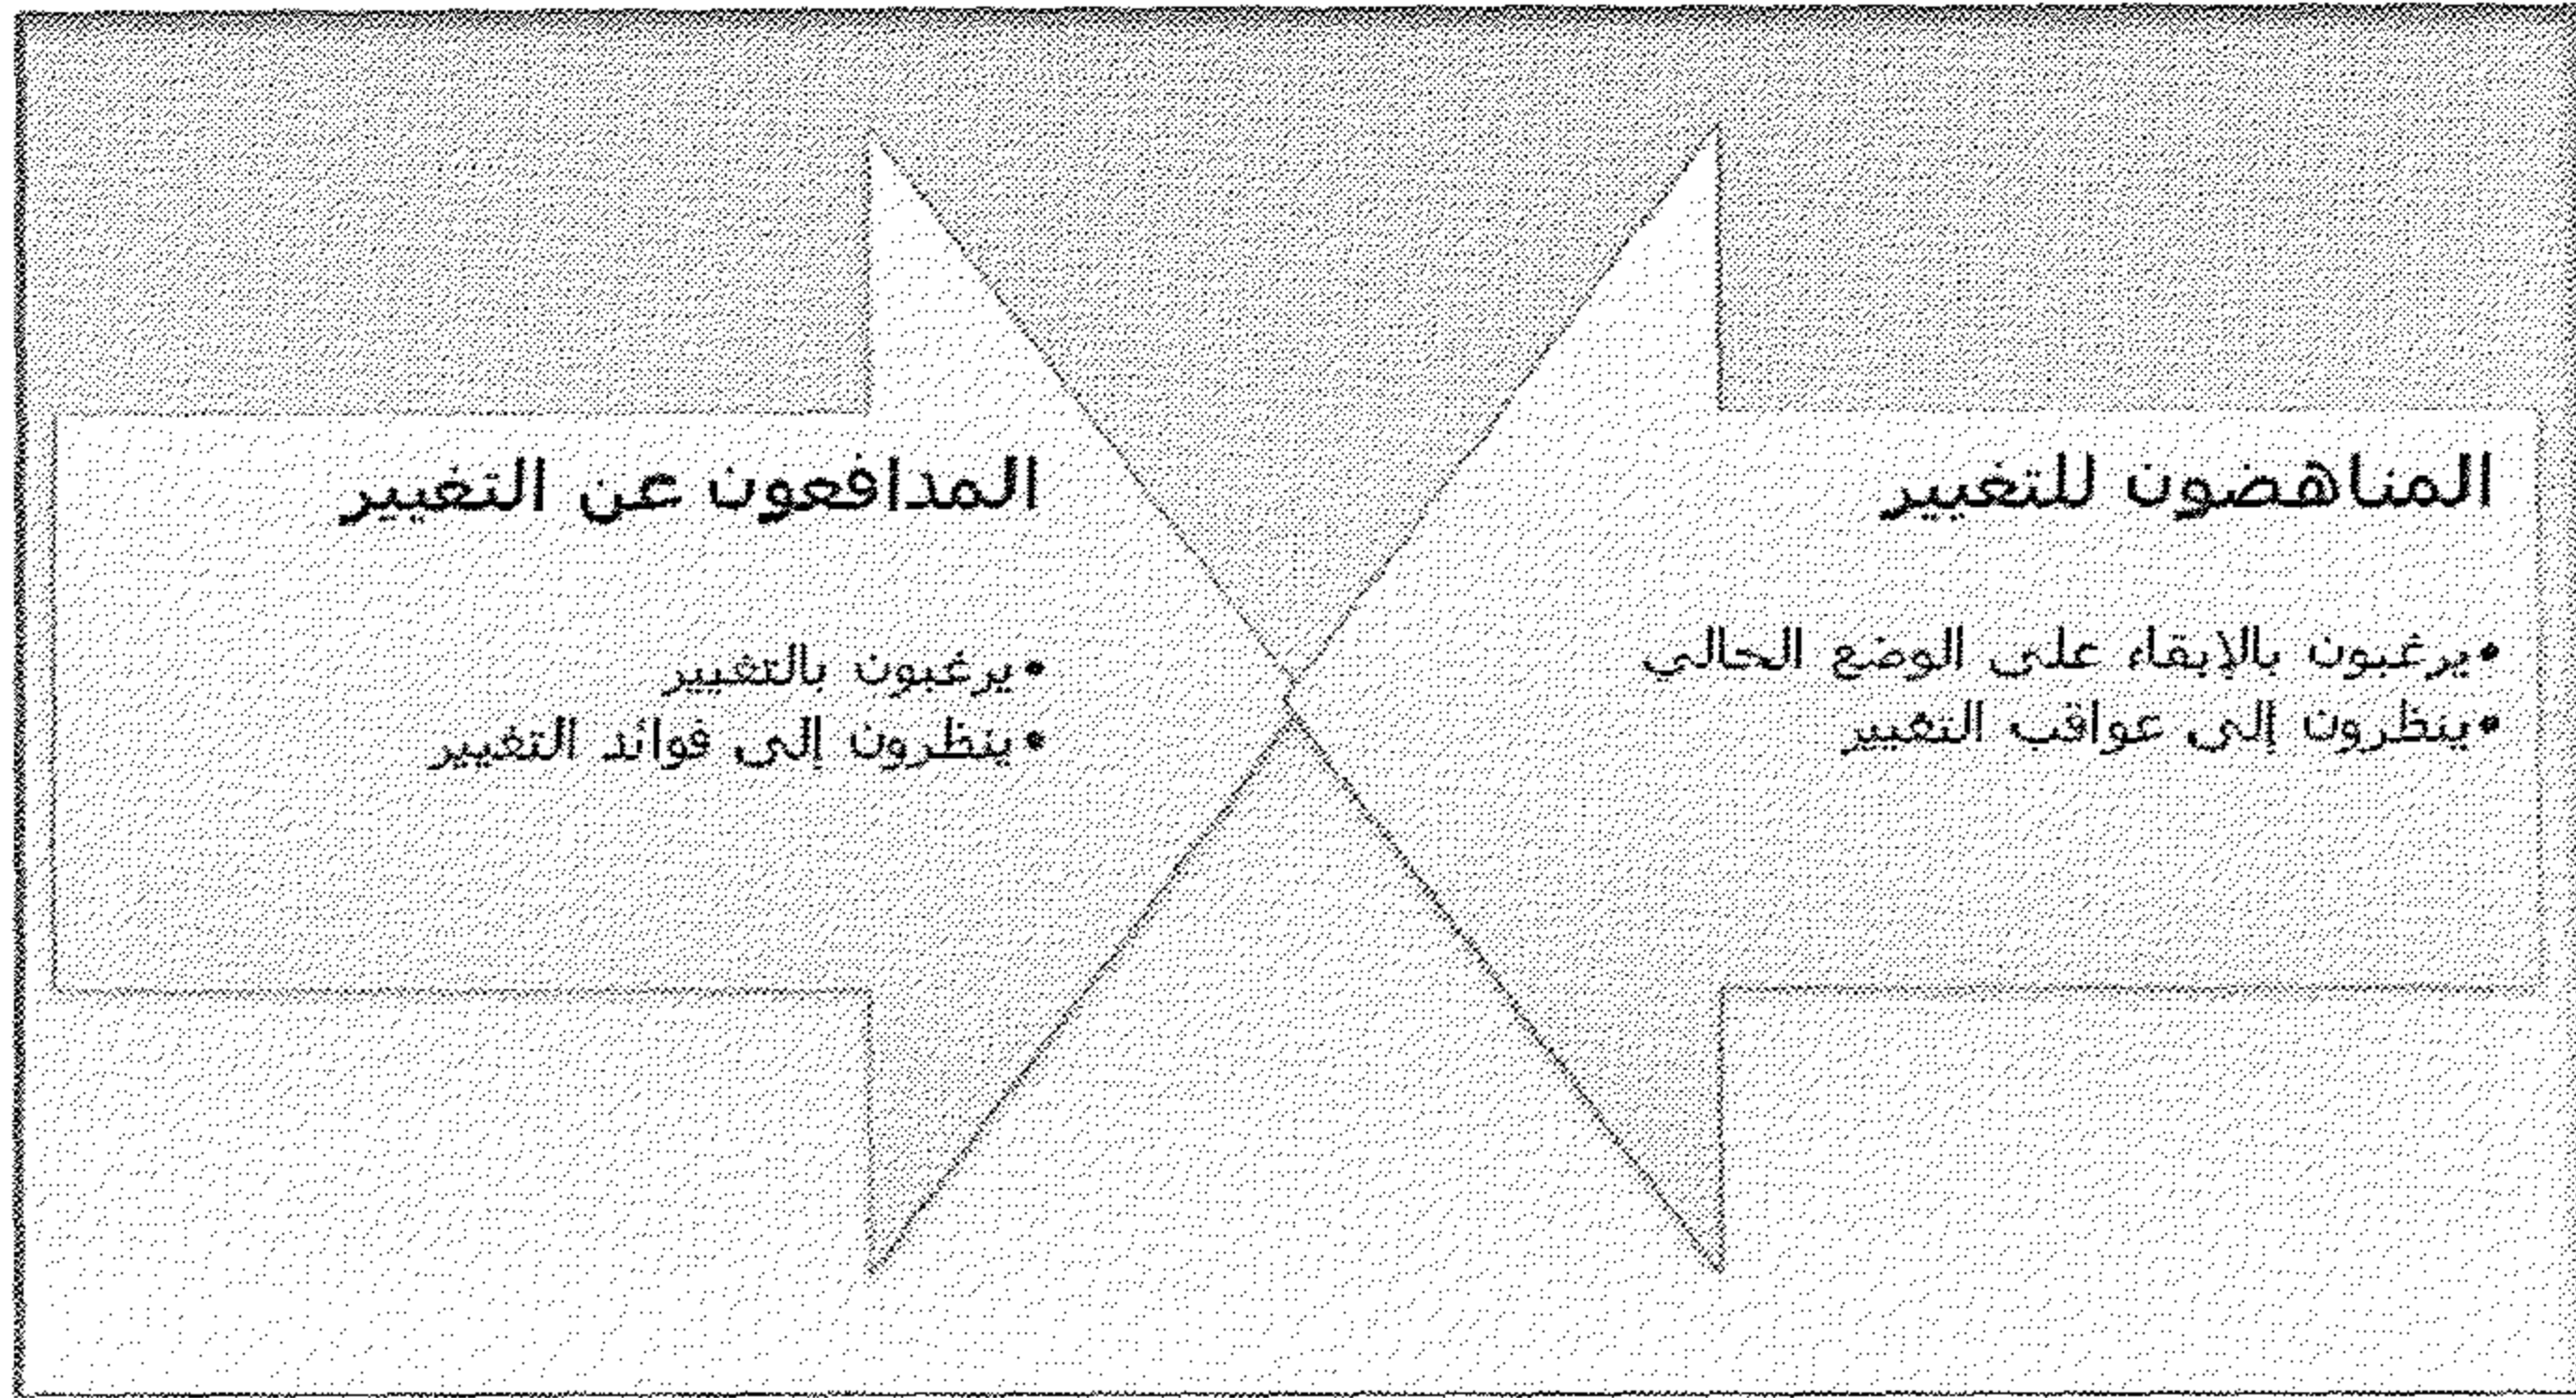 المناهضون للتغيير
•يرغبون بالإبقاء على الوضع الحالي
•ينظرون إلى عواقب التغيير
المدافعون عن التغيير
•يرغبون بالتغيير
•ينظرون إلى فوائد التغيير